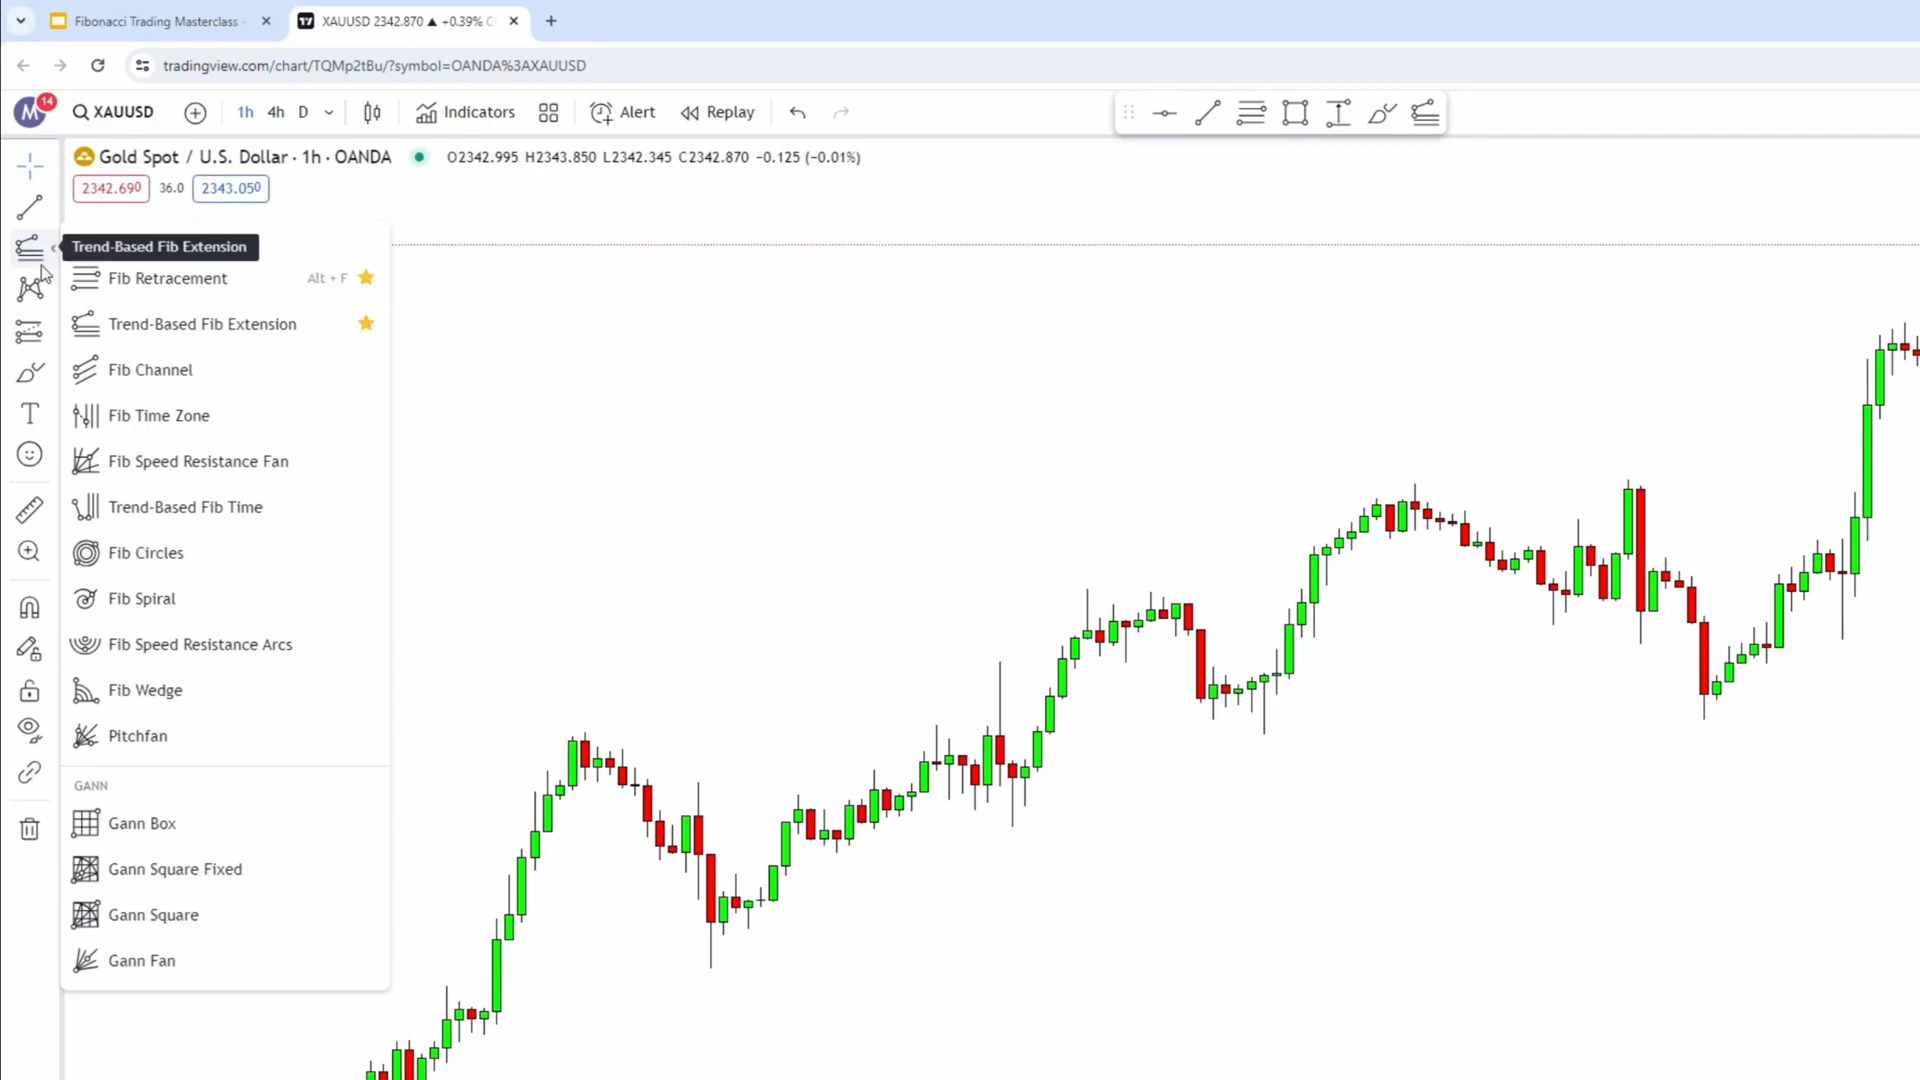 Fibonacci Trading Masterclass
XAUUSD 2342.870 ▲ +0.39%
tradingview.com/chart/TQMp2tBu/?symbol=OANDA%3AXAUUSD
M 14 XAUUSD 1h 4h D Indicators Alert Replay
Gold Spot / U.S. Dollar · 1h · OANDA O2342.995 H2343.850 L2342.345 C2342.870 −0.125 (−0.01%)
2342.690 36.0 2343.050
Trend-Based Fib Extension
Fib Retracement Alt + F
Trend-Based Fib Extension
Fib Channel
Fib Time Zone
Fib Speed Resistance Fan
Trend-Based Fib Time
Fib Circles
Fib Spiral
Fib Speed Resistance Arcs
Fib Wedge
Pitchfan
GANN
Gann Box
Gann Square Fixed
Gann Square
Gann Fan